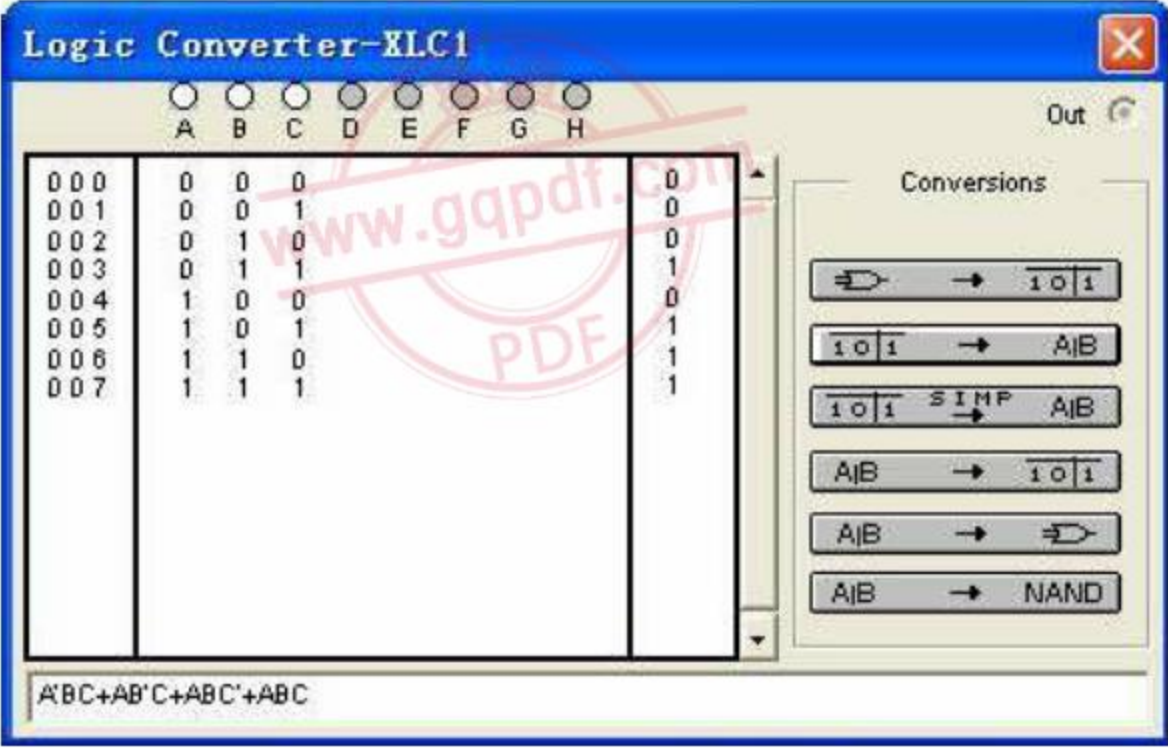 Logic Converter-XLC1
A B C D E F G H
Out
000 0 0 0 0
001 0 0 1 0
002 0 1 0 0
003 0 1 1 1
004 1 0 0 0
005 1 0 1 1
006 1 1 0 1
007 1 1 1 1
Conversions
→ 1 0|1
1 0|1 → A|B
1 0|1 SIMP → A|B
A|B → 1 0|1
A|B →
A|B → NAND
A'BC+AB'C+ABC'+ABC
www.gqpdf.com
PDF